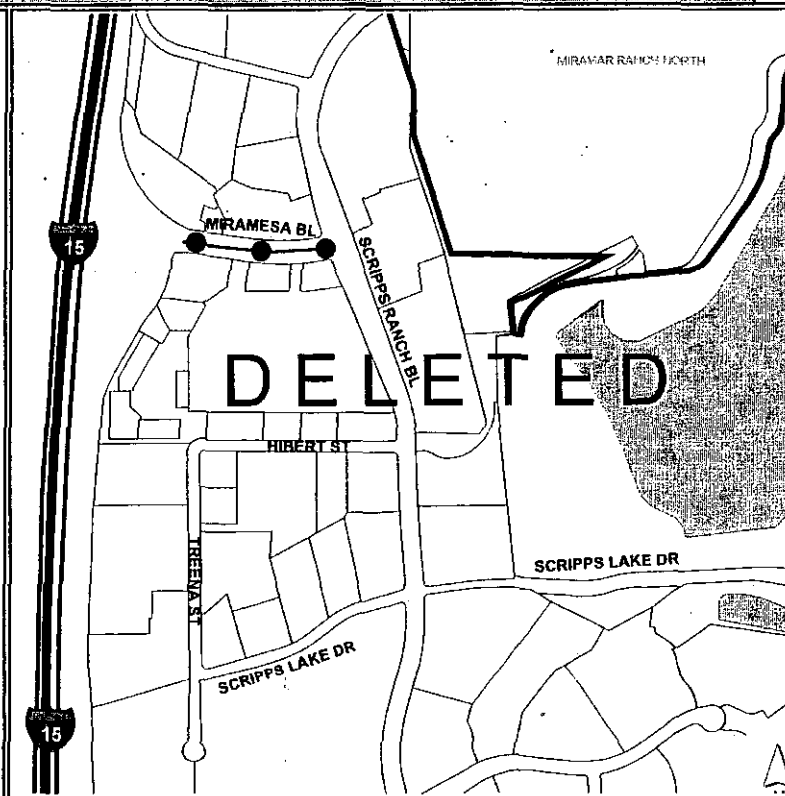 MIRAMAR RANCH NORTH
15
MIRAMESA BL
SCRIPPS RANCH BL
DELETED
HIBERT ST
TREENA ST
SCRIPPS LAKE DR
SCRIPPS LAKE DR
15